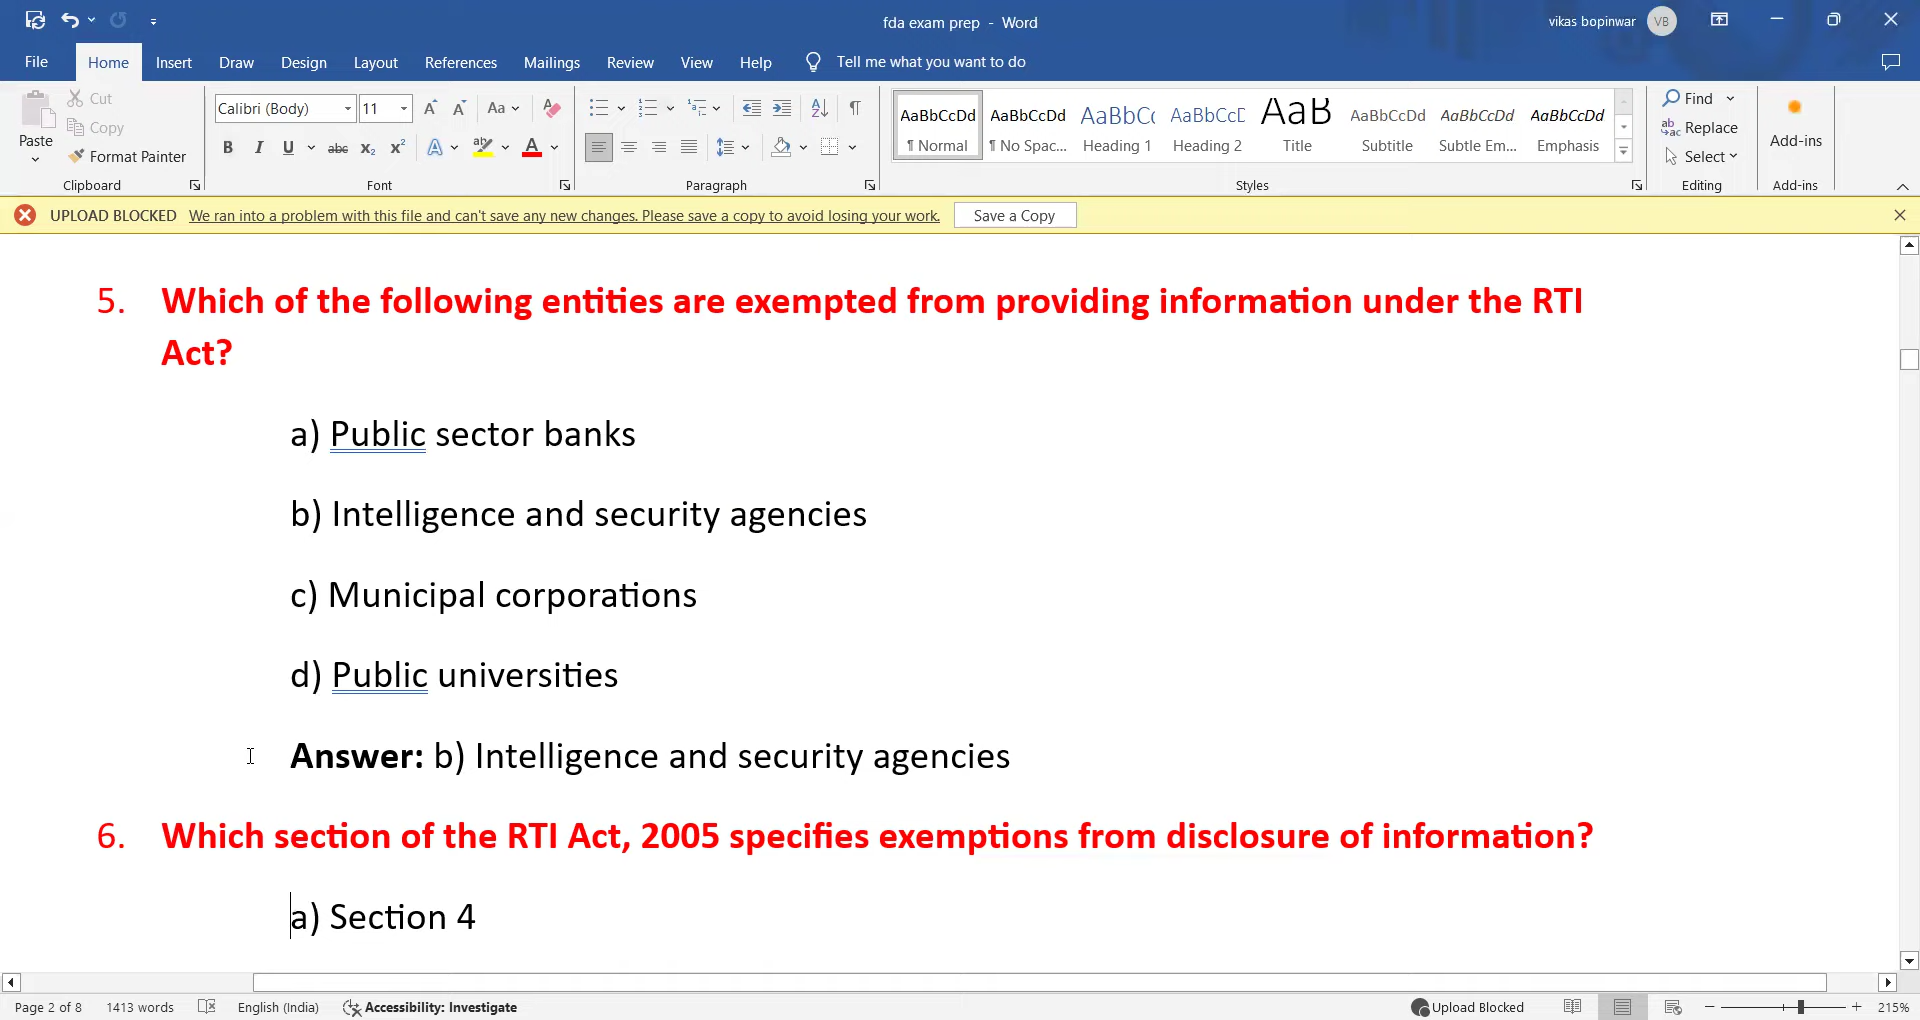 fda exam prep - Word
vikas bopinwar VB
File Home Insert Draw Design Layout References Mailings Review View Help Tell me what you want to do
Paste
Cut
Copy
Format Painter
Clipboard
Calibri (Body) 11
Font
Paragraph
AaBbCcDd AaBbCcDd AaBbCc AaBbCcD AaB AaBbCcDd AaBbCcDd AaBbCcDd
¶ Normal ¶ No Spac... Heading 1 Heading 2 Title Subtitle Subtle Em... Emphasis
Styles
Find
Replace
Select
Editing
Add-ins
Add-ins
UPLOAD BLOCKED We ran into a problem with this file and can't save any new changes. Please save a copy to avoid losing your work. Save a Copy
5. Which of the following entities are exempted from providing information under the RTI
Act?
a) Public sector banks
b) Intelligence and security agencies
c) Municipal corporations
d) Public universities
Answer: b) Intelligence and security agencies
6. Which section of the RTI Act, 2005 specifies exemptions from disclosure of information?
a) Section 4
Page 2 of 8 1413 words English (India) Accessibility: Investigate Upload Blocked 215%